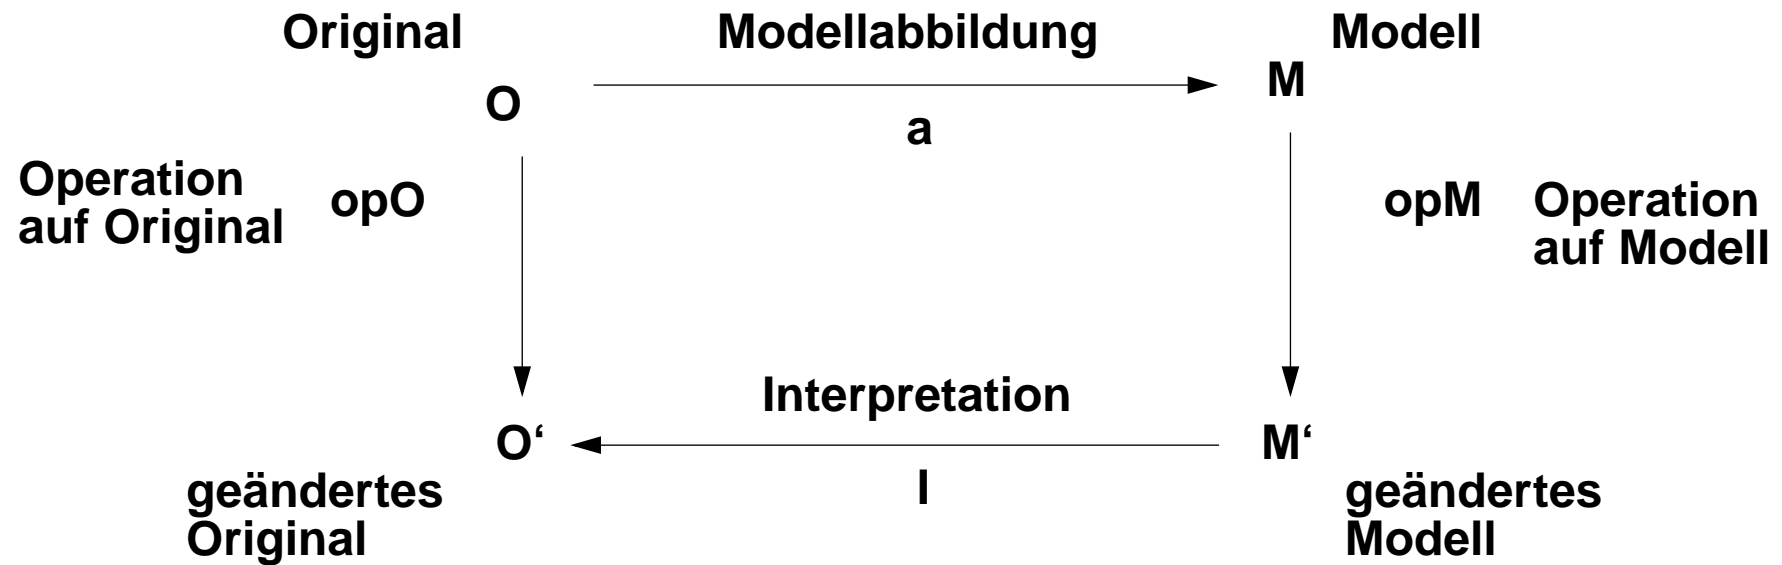 Original Modellabbildung Modell
O M
a
Operation
auf Original
opO
opM
Operation
auf Modell
Interpretation
O‘ M‘
I
geändertes
Original
geändertes
Modell